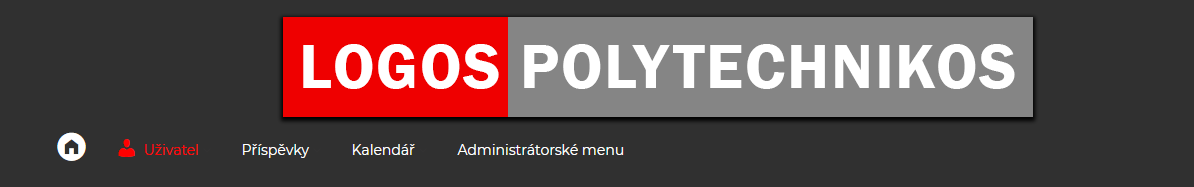 LOGOS POLYTECHNIKOS
Uživatel Příspěvky Kalendář Administrátorské menu